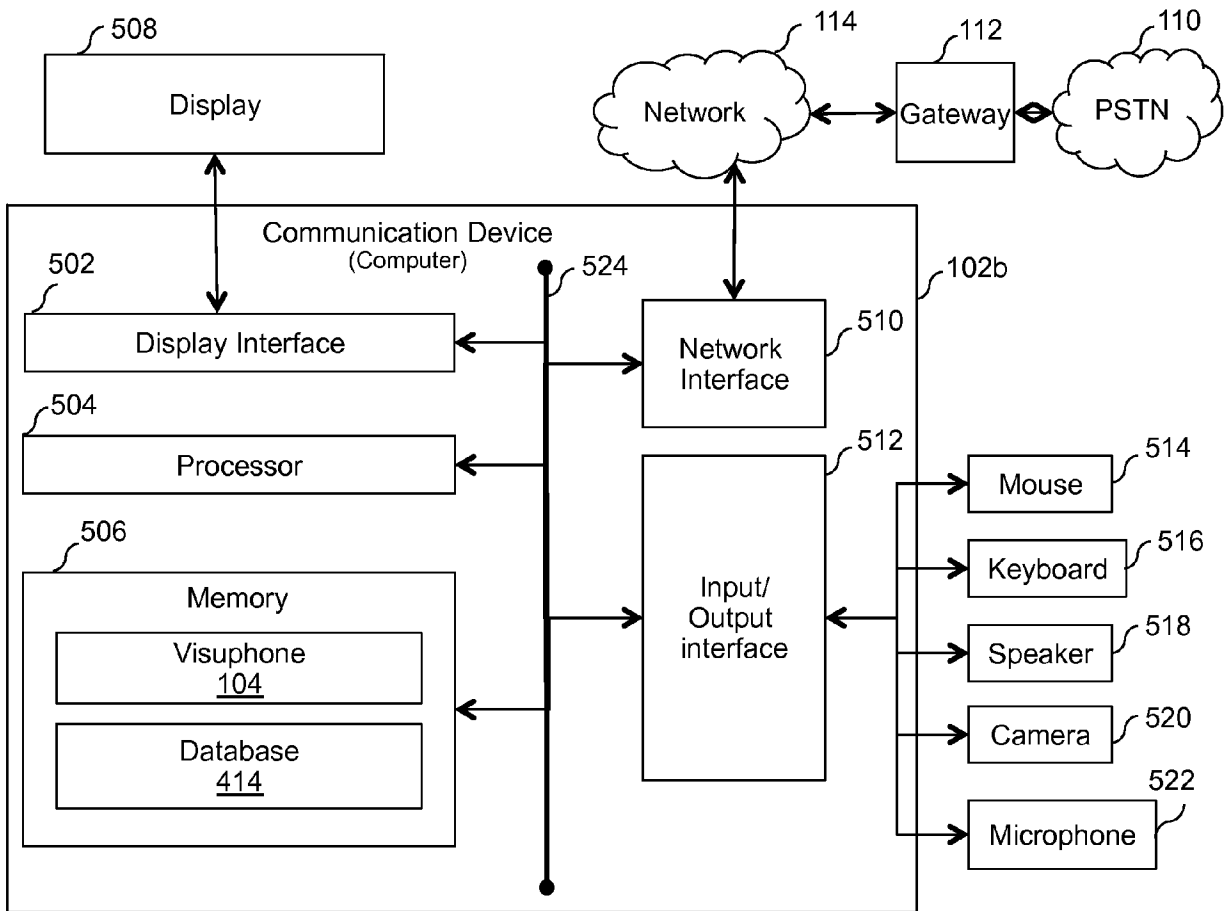 508
Display
114
Network
112
Gateway
110
PSTN
Communication Device
(Computer)
502
Display Interface
524
102b
510
Network
Interface
504
Processor
512
Input/
Output
interface
506
Memory
Visuphone
104
Database
414
514
Mouse
516
Keyboard
518
Speaker
520
Camera
522
Microphone